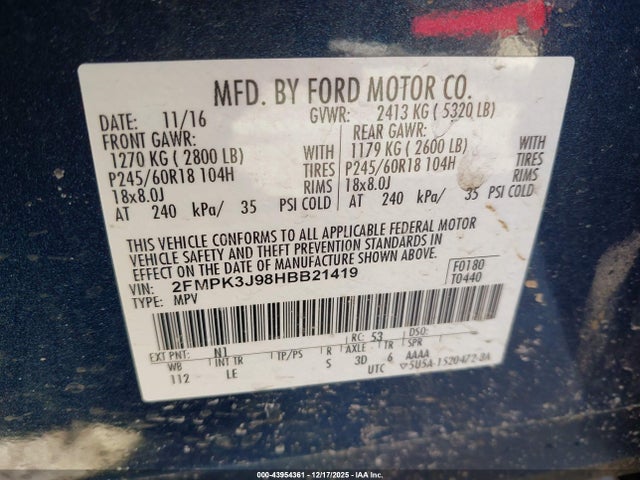 MFD. BY FORD MOTOR CO.
DATE: 11/16 GVWR: 2413 KG ( 5320 LB)
FRONT GAWR: REAR GAWR:
1270 KG ( 2800 LB) WITH 1179 KG ( 2600 LB) WITH
P245/60R18 104H TIRES P245/60R18 104H TIRES
18x8.0J RIMS 18x8.0J RIMS
AT 240 kPa/ 35 PSI COLD AT 240 kPa/ 35 PSI COLD
THIS VEHICLE CONFORMS TO ALL APPLICABLE FEDERAL MOTOR
VEHICLE SAFETY AND THEFT PREVENTION STANDARDS IN
EFFECT ON THE DATE OF MANUFACTURE SHOWN ABOVE.
VIN: 2FMPK3J98HBB21419 F0180
TYPE: MPV T0440
EXT PNT: N1 RC: 53 DSO:
WB INT TR TP/PS R AXLE TR SPR
112 LE S 3D 6 AAAA
UTC 5U5A-1520472-BA
000-43954361 - 12/17/2025 - IAA Inc.